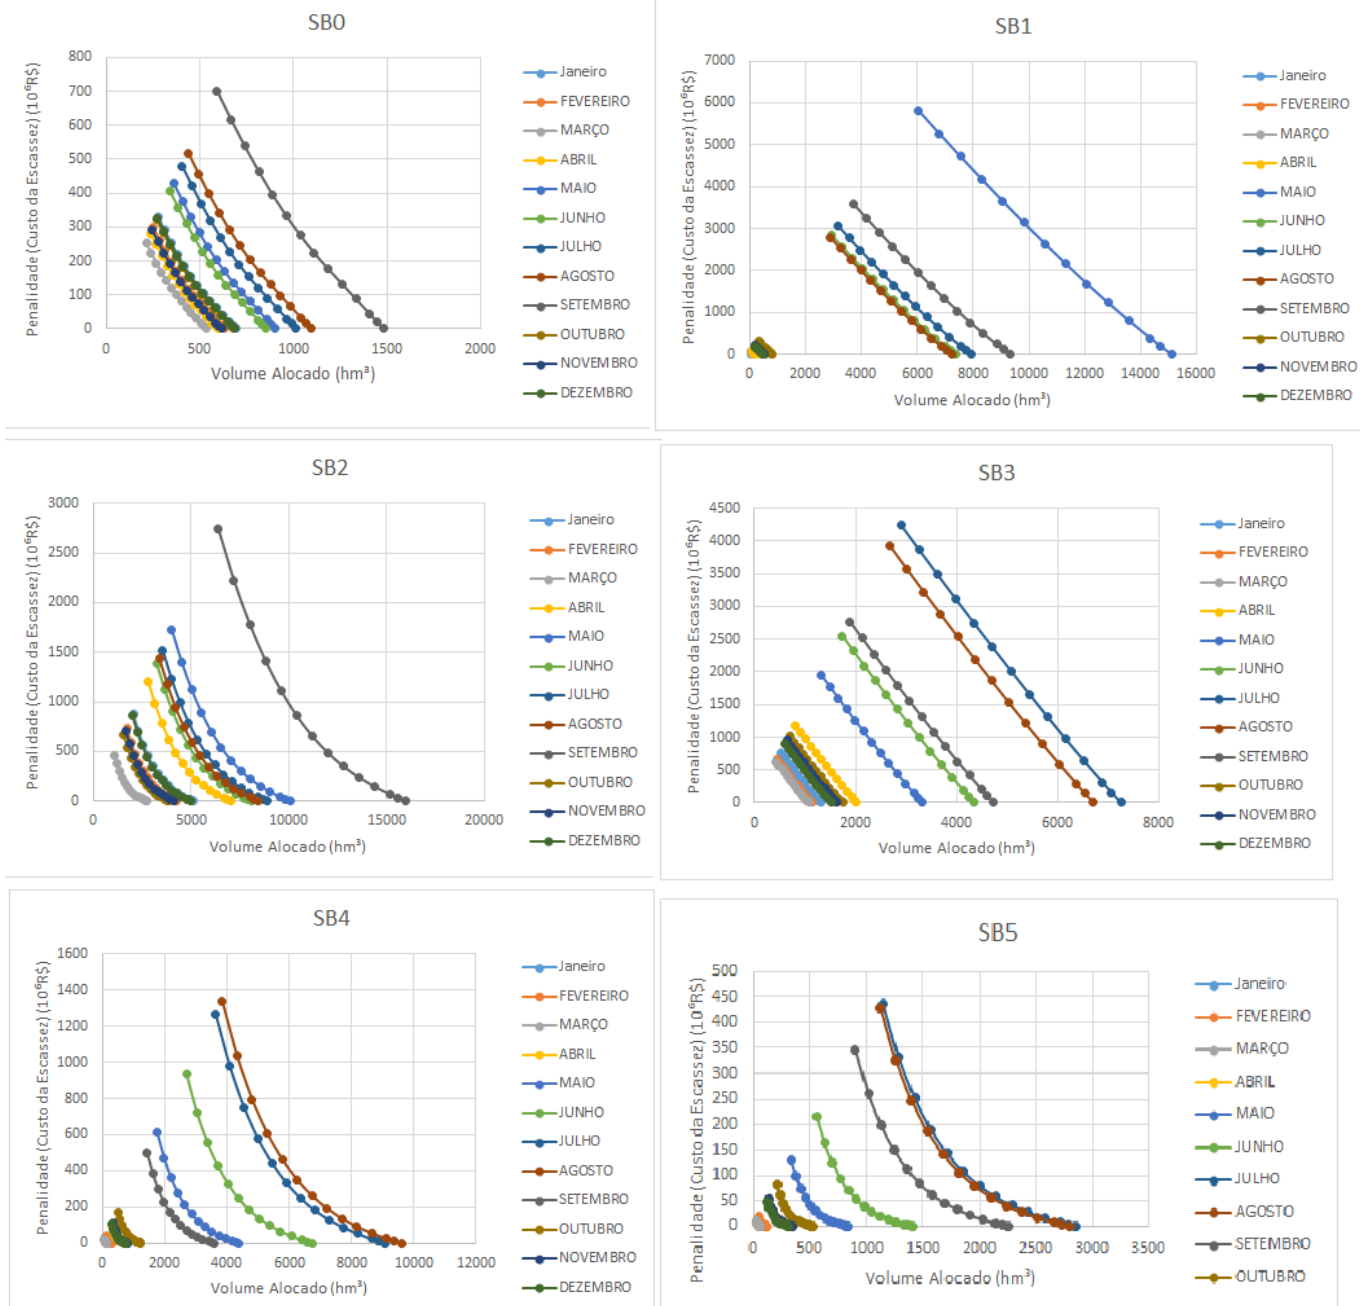 SB0
Penalidade (Custo da Escassez) (10⁶R$)
800
700
600
500
400
300
200
100
0
0 500 1000 1500 2000
Volume Alocado (hm³)
Janeiro
FEVEREIRO
MARÇO
ABRIL
MAIO
JUNHO
JULHO
AGOSTO
SETEMBRO
OUTUBRO
NOVEMBRO
DEZEMBRO
SB1
Penalidade (Custo da Escassez) (10⁶R$)
7000
6000
5000
4000
3000
2000
1000
0
0 2000 4000 6000 8000 10000 12000 14000 16000
Volume Alocado (hm³)
Janeiro
FEVEREIRO
MARÇO
ABRIL
MAIO
JUNHO
JULHO
AGOSTO
SETEMBRO
OUTUBRO
NOVEMBRO
DEZEMBRO
SB2
Penalidade (Custo da Escassez) (10⁶R$)
3000
2500
2000
1500
1000
500
0
0 5000 10000 15000 20000
Volume Alocado (hm³)
Janeiro
FEVEREIRO
MARÇO
ABRIL
MAIO
JUNHO
JULHO
AGOSTO
SETEMBRO
OUTUBRO
NOVEMBRO
DEZEMBRO
SB3
Penalidade (Custo da Escassez) (10⁶R$)
4500
4000
3500
3000
2500
2000
1500
1000
500
0
0 2000 4000 6000 8000
Volume Alocado (hm³)
Janeiro
FEVEREIRO
MARÇO
ABRIL
MAIO
JUNHO
JULHO
AGOSTO
SETEMBRO
OUTUBRO
NOVEMBRO
DEZEMBRO
SB4
Penalidade (Custo da Escassez) (10⁶R$)
1600
1400
1200
1000
800
600
400
200
0
0 2000 4000 6000 8000 10000 12000
Volume Alocado (hm³)
Janeiro
FEVEREIRO
MARÇO
ABRIL
MAIO
JUNHO
JULHO
AGOSTO
SETEMBRO
OUTUBRO
NOVEMBRO
DEZEMBRO
SB5
Penalidade (Custo da Escassez) (10⁶R$)
500
450
400
350
300
250
200
150
100
50
0
0 500 1000 1500 2000 2500 3000 3500
Volume Alocado (hm³)
Janeiro
FEVEREIRO
MARÇO
ABRIL
MAIO
JUNHO
JULHO
AGOSTO
SETEMBRO
OUTUBRO